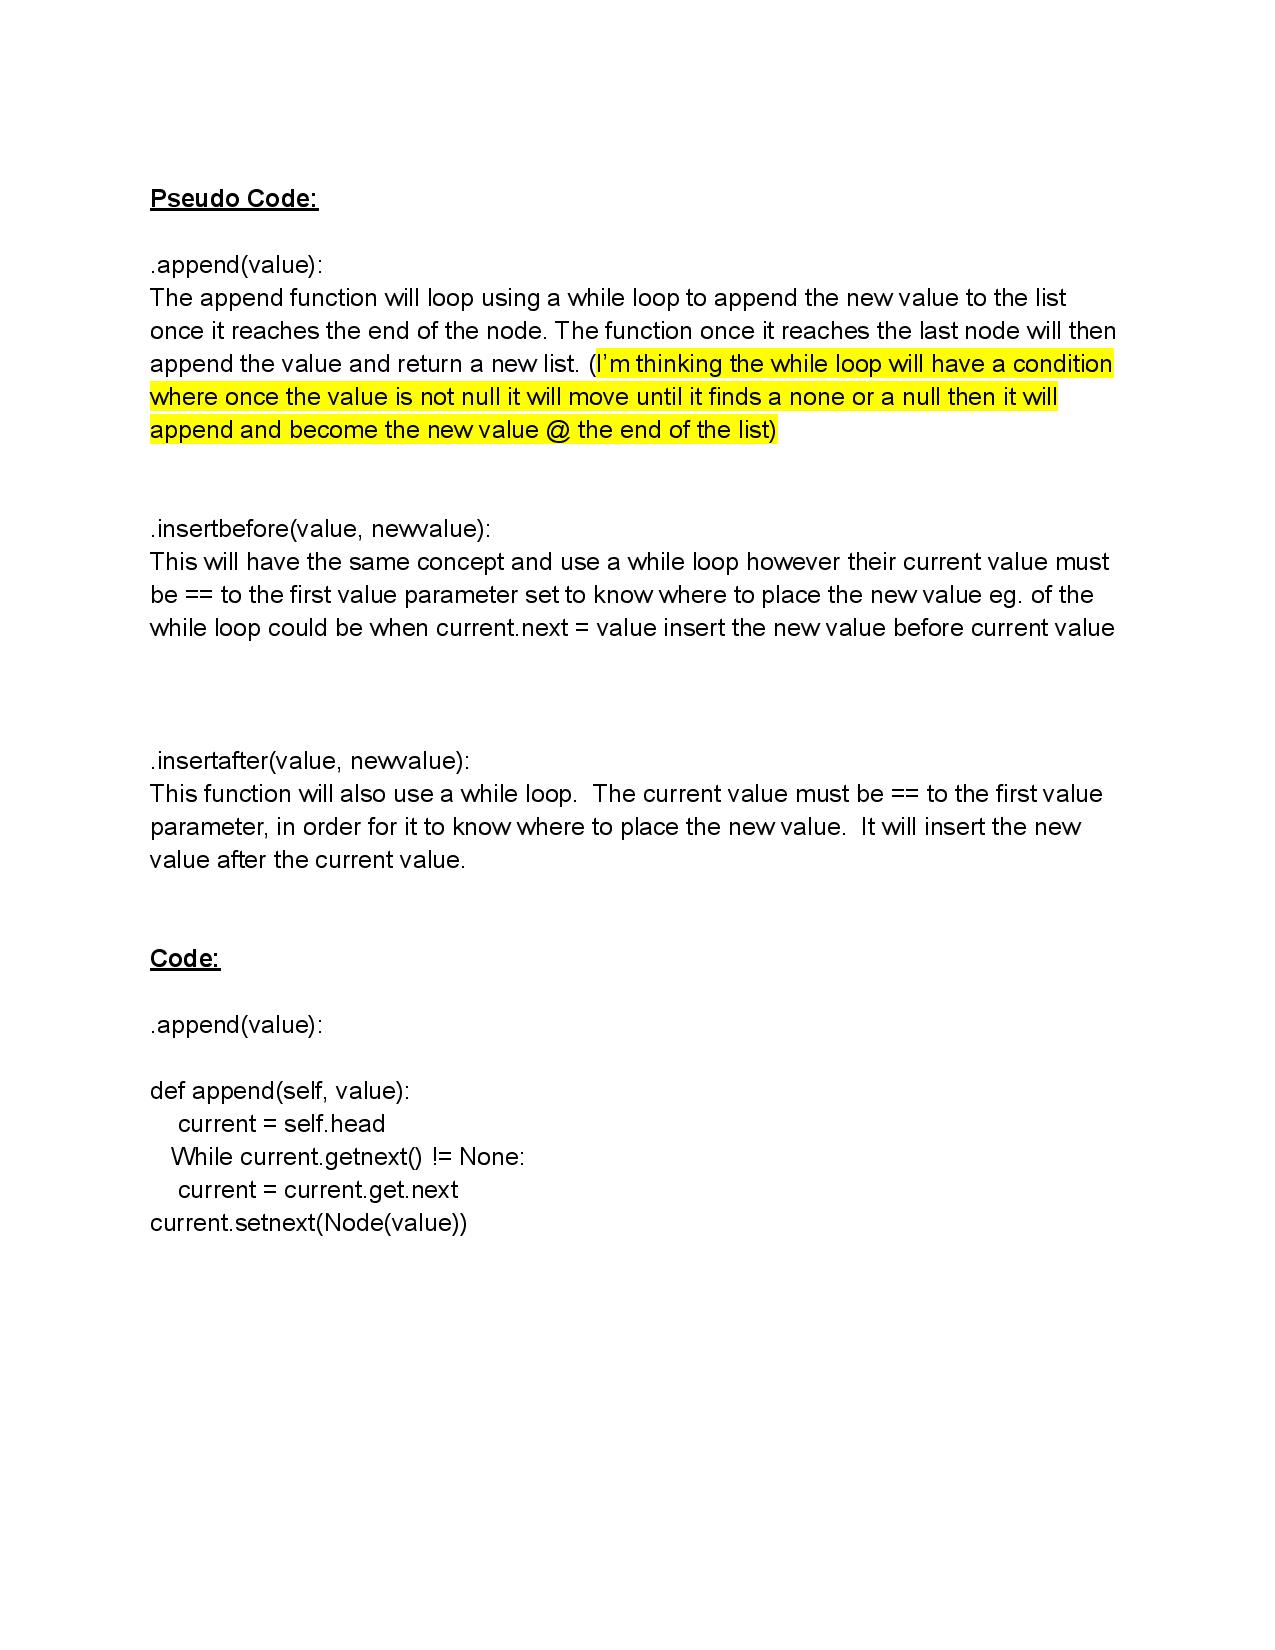 Pseudo Code:
.append(value):
The append function will loop using a while loop to append the new value to the list
once it reaches the end of the node. The function once it reaches the last node will then
append the value and return a new list. (I'm thinking the while loop will have a condition
where once the value is not null it will move until it finds a none or a null then it will
append and become the new value @ the end of the list)
.insertbefore(value, newvalue):
This will have the same concept and use a while loop however their current value must
be == to the first value parameter set to know where to place the new value eg. of the
while loop could be when current.next = value insert the new value before current value
.insertafter(value, newvalue):
This function will also use a while loop.  The current value must be == to the first value
parameter, in order for it to know where to place the new value.  It will insert the new
value after the current value.
Code:
.append(value):
def append(self, value):
    current = self.head
   While current.getnext() != None:
    current = current.get.next
current.setnext(Node(value))